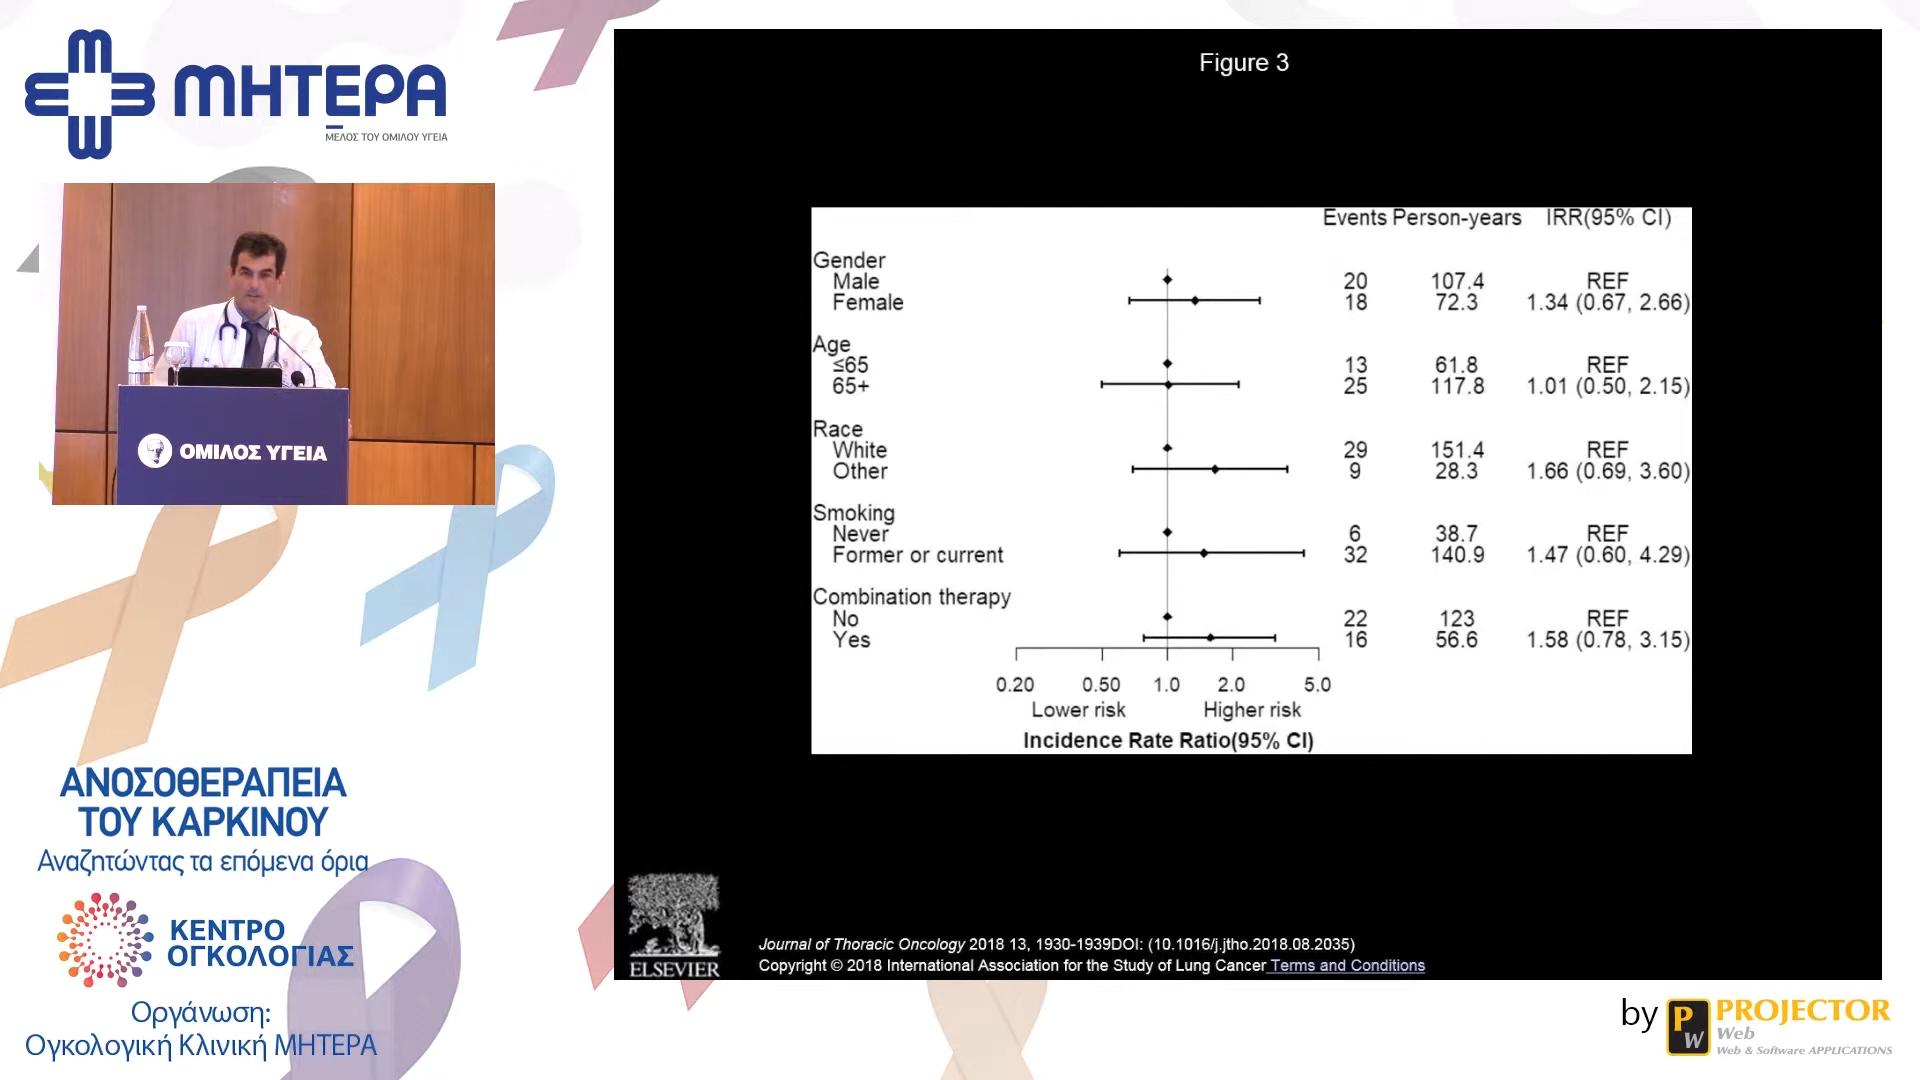 ΜΗΤΕΡΑ
ΜΕΛΟΣ ΤΟΥ ΟΜΙΛΟΥ ΥΓΕΙΑ
ΟΜΙΛΟΣ ΥΓΕΙΑ
ΑΝΟΣΟΘΕΡΑΠΕΙΑ
ΤΟΥ ΚΑΡΚΙΝΟΥ
Αναζητώντας τα επόμενα όρια
ΚΕΝΤΡΟ
ΟΓΚΟΛΟΓΙΑΣ
Οργάνωση:
Ογκολογική Κλινική ΜΗΤΕΡΑ
Figure 3
Events Person-years IRR(95% CI)
Gender
Male 20 107.4 REF
Female 18 72.3 1.34 (0.67, 2.66)
Age
≤65 13 61.8 REF
65+ 25 117.8 1.01 (0.50, 2.15)
Race
White 29 151.4 REF
Other 9 28.3 1.66 (0.69, 3.60)
Smoking
Never 6 38.7 REF
Former or current 32 140.9 1.47 (0.60, 4.29)
Combination therapy
No 22 123 REF
Yes 16 56.6 1.58 (0.78, 3.15)
0.20 0.50 1.0 2.0 5.0
Lower risk Higher risk
Incidence Rate Ratio(95% CI)
ELSEVIER
Journal of Thoracic Oncology 2018 13, 1930-1939DOI: (10.1016/j.jtho.2018.08.2035)
Copyright © 2018 International Association for the Study of Lung Cancer Terms and Conditions
by PW PROJECTOR
Web
Web & Software APPLICATIONS